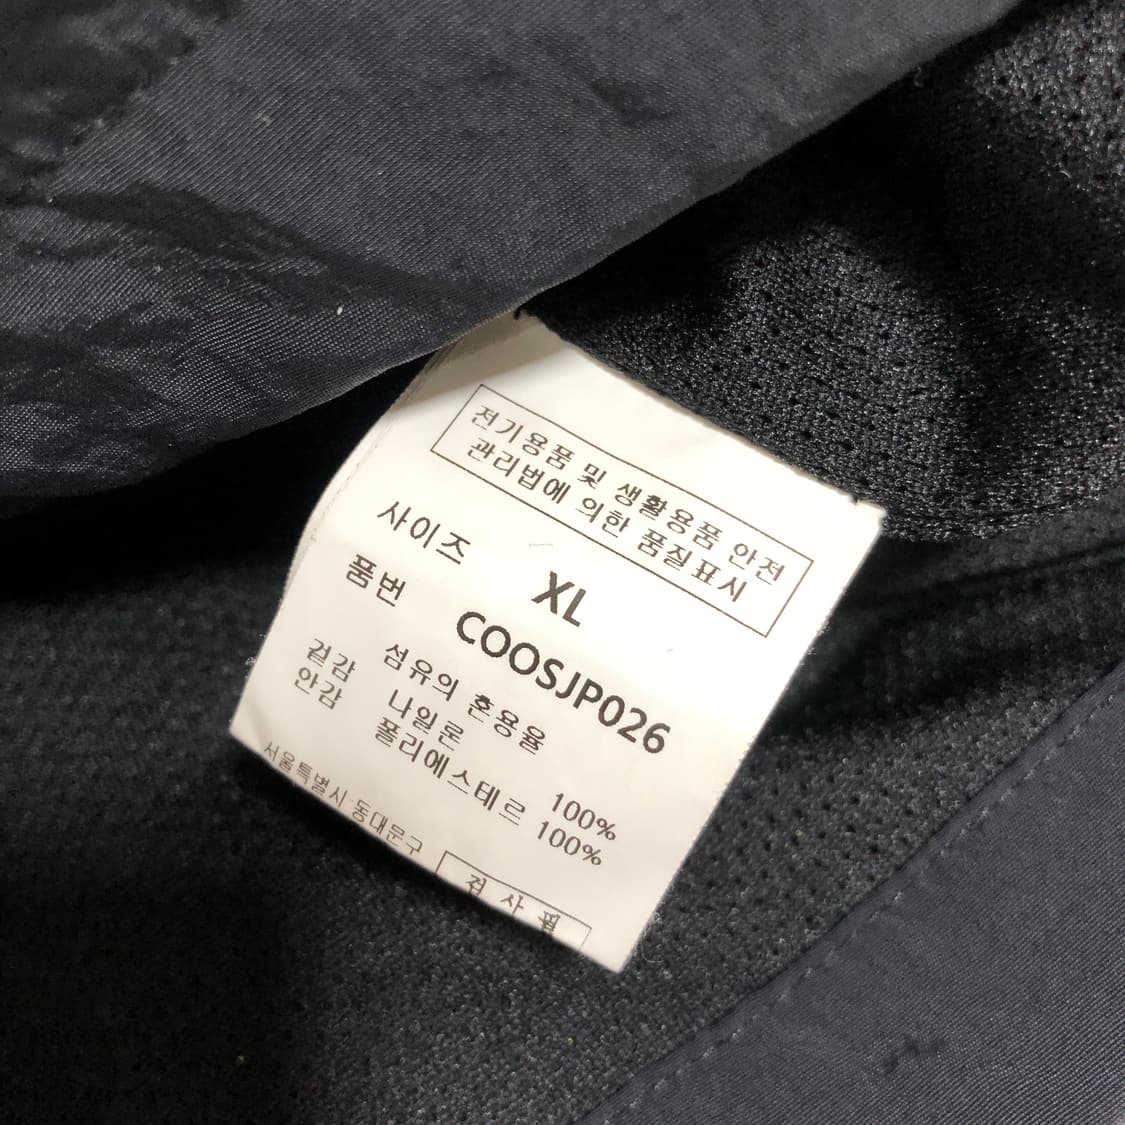 전기용품 및 생활용품 안전
관리법에 의한 품질표시
사이즈 XL
품번 COOSJP026
섬유의 혼용율
겉감 나일론 100%
안감 폴리에스테르 100%
서울특별시 동대문구
검사필